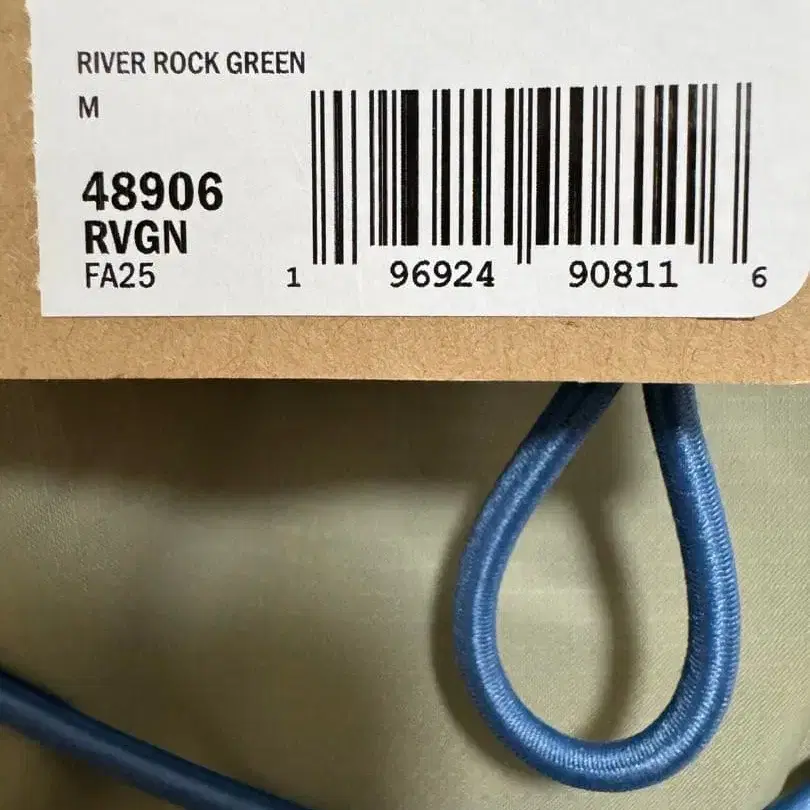 RIVER ROCK GREEN
M
48906
RVGN
FA25
1 96924 90811 6